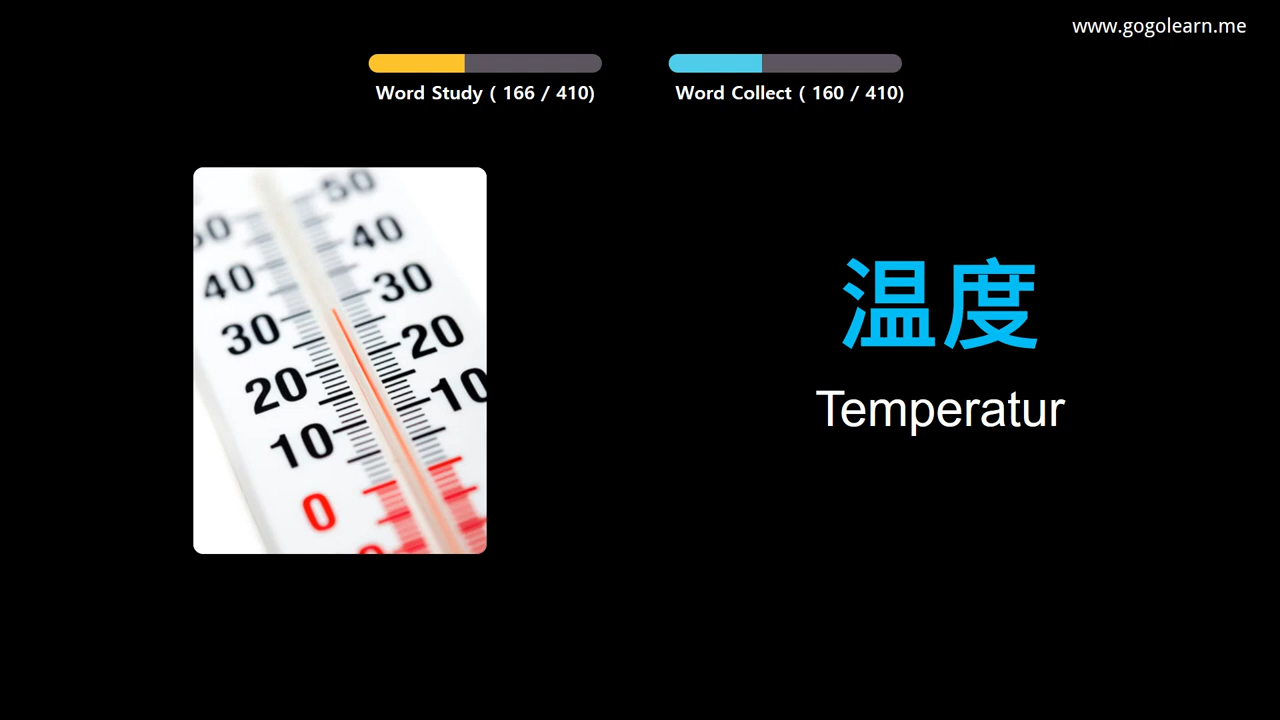 www.gogolearn.me
Word Study ( 166 / 410)
Word Collect ( 160 / 410)
50
50
40
40
30
30
20
20
10
10
0
温度
Temperatur